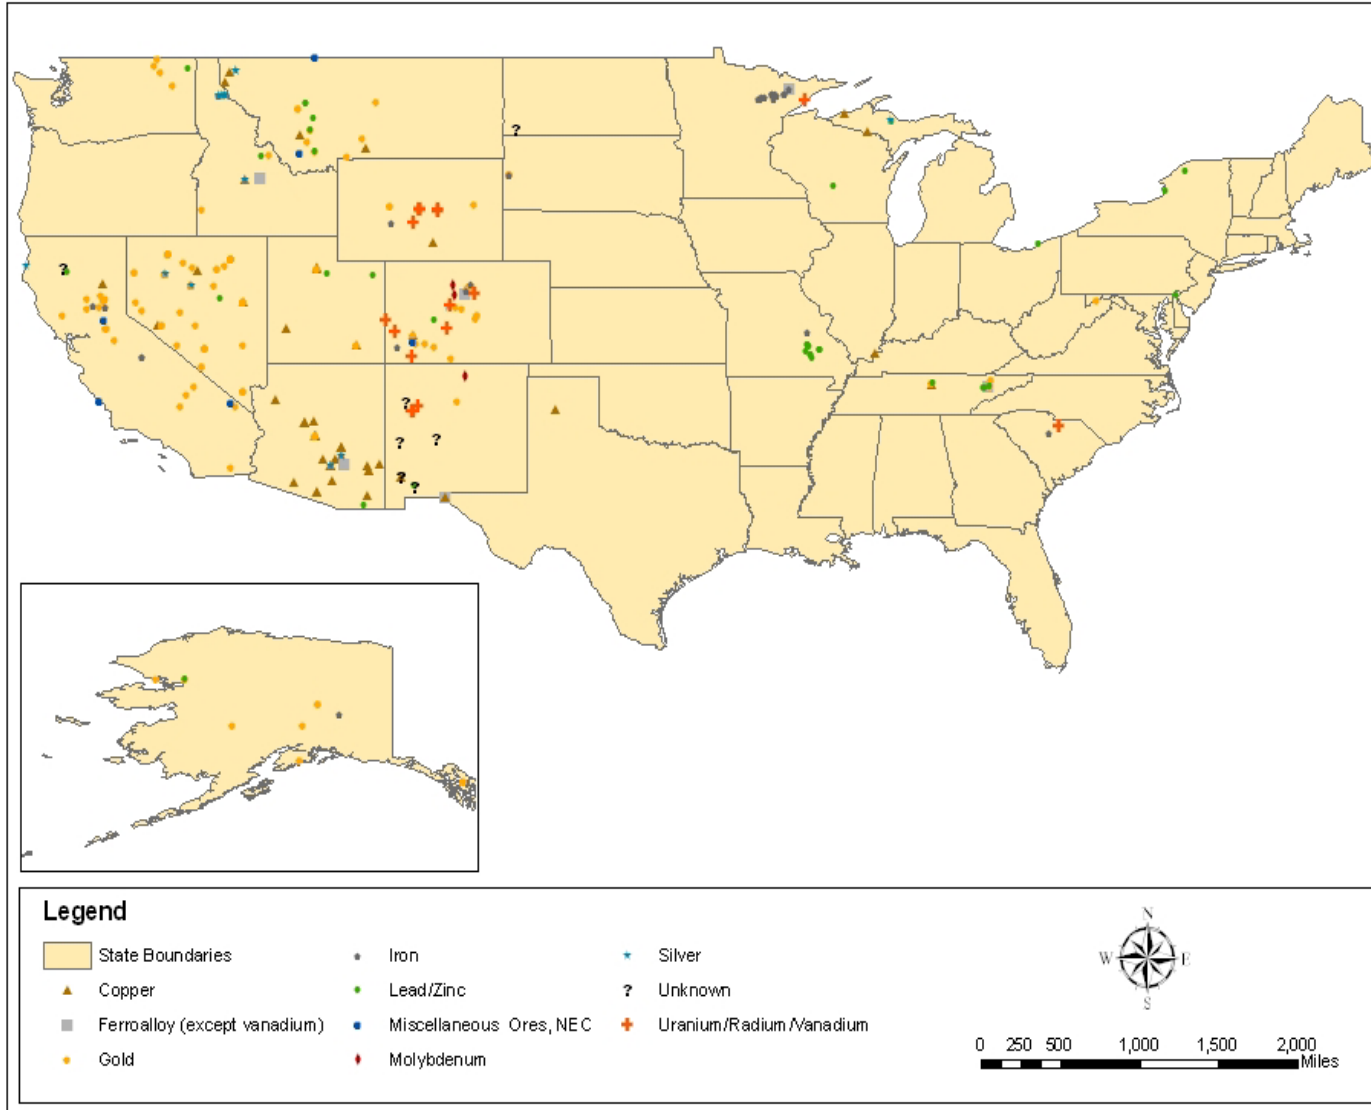 ? ? ? ? ? ? ? ?
Legend
State Boundaries
Iron
Silver
Copper
Lead/Zinc
? Unknown
Ferroalloy (except vanadium)
Miscellaneous Ores, NEC
Uranium/Radium/Vanadium
Gold
Molybdenum
N
W E
S
0 250 500 1,000 1,500 2,000
Miles